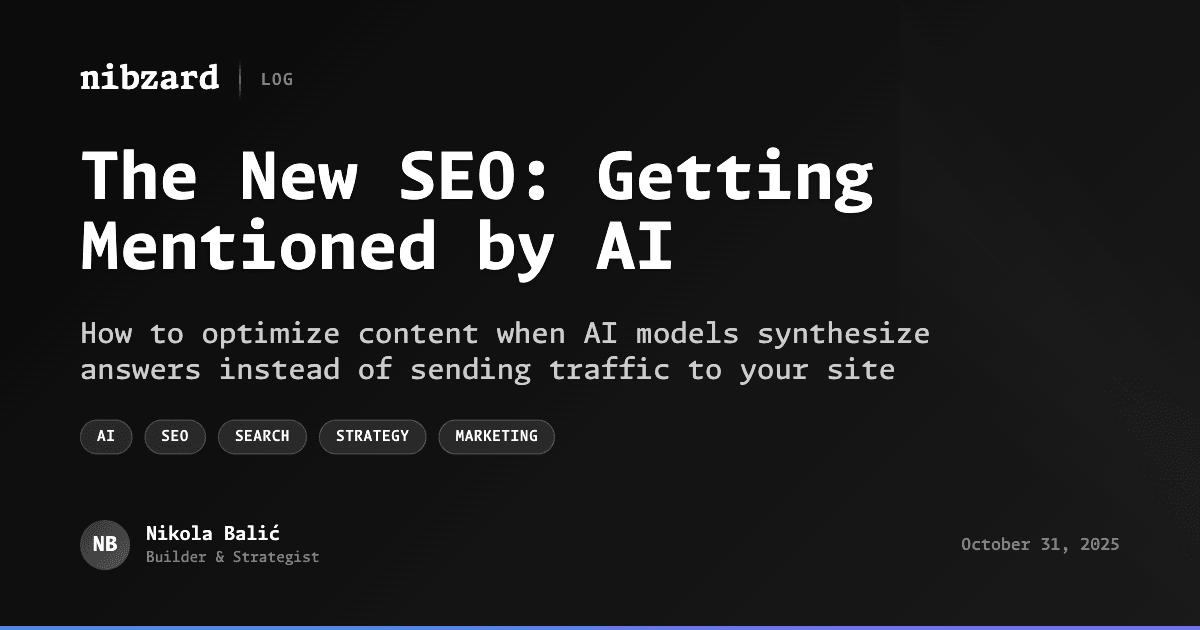 nibzard | LOG
The New SEO: Getting
Mentioned by AI
How to optimize content when AI models synthesize
answers instead of sending traffic to your site
AI SEO SEARCH STRATEGY MARKETING
NB
Nikola Balić
Builder & Strategist
October 31, 2025